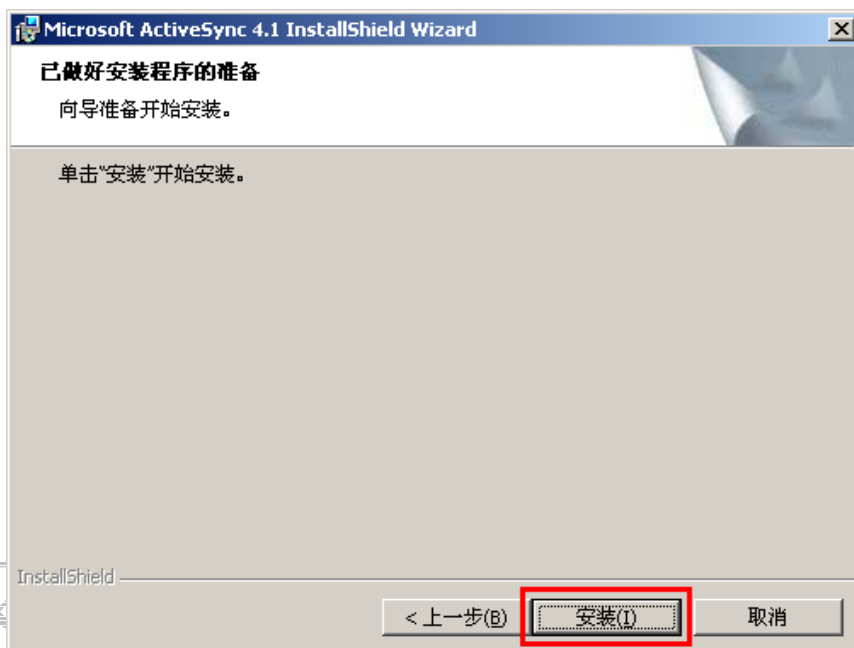 Microsoft ActiveSync 4.1 InstallShield Wizard
已做好安装程序的准备
向导准备开始安装。
单击"安装"开始安装。
InstallShield
< 上一步(B)
安装(I)
取消